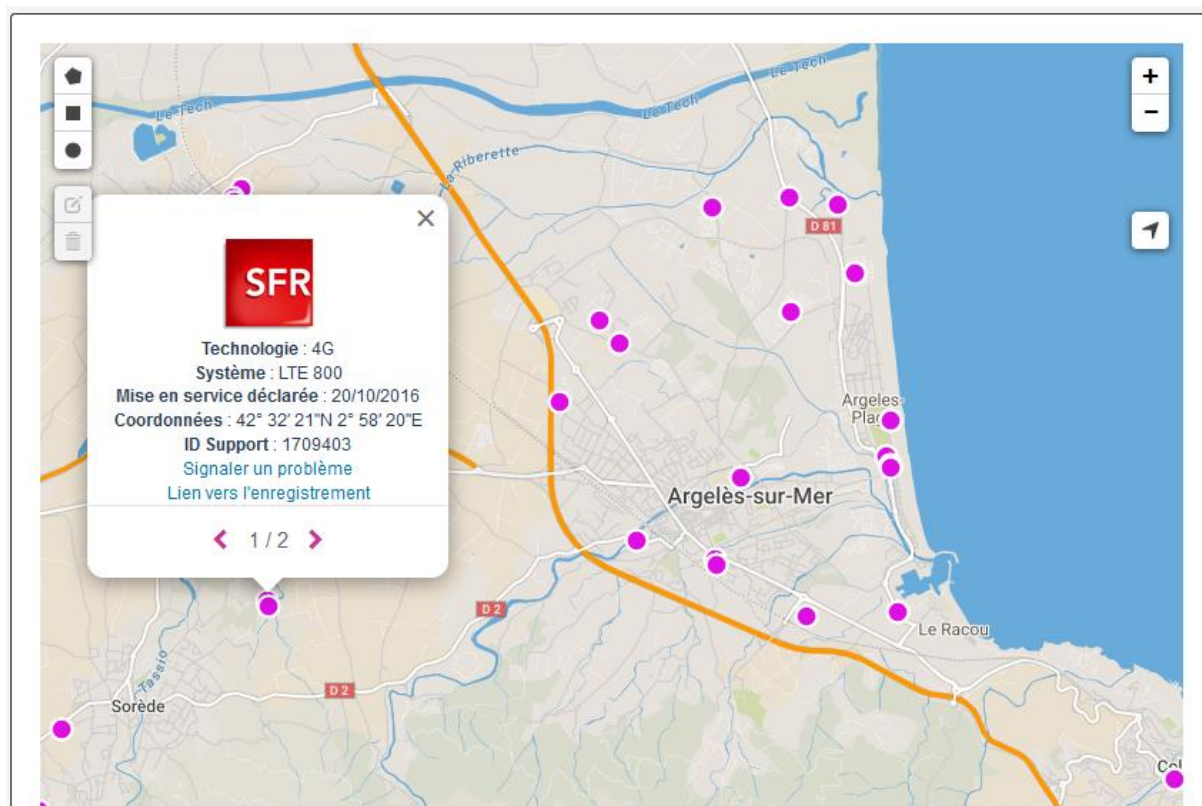 Le Tech
Le Tech
Le Tech
+
−
La Riberette
D 81
×
SFR
Technologie : 4G
Système : LTE 800
Mise en service déclarée : 20/10/2016
Coordonnées : 42° 32' 21"N 2° 58' 20"E
ID Support : 1709403
Signaler un problème
Lien vers l'enregistrement
1 / 2
Argeles-
Argelès-sur-Mer
D 2
Le Racou
Tassio
D 2
Sorède